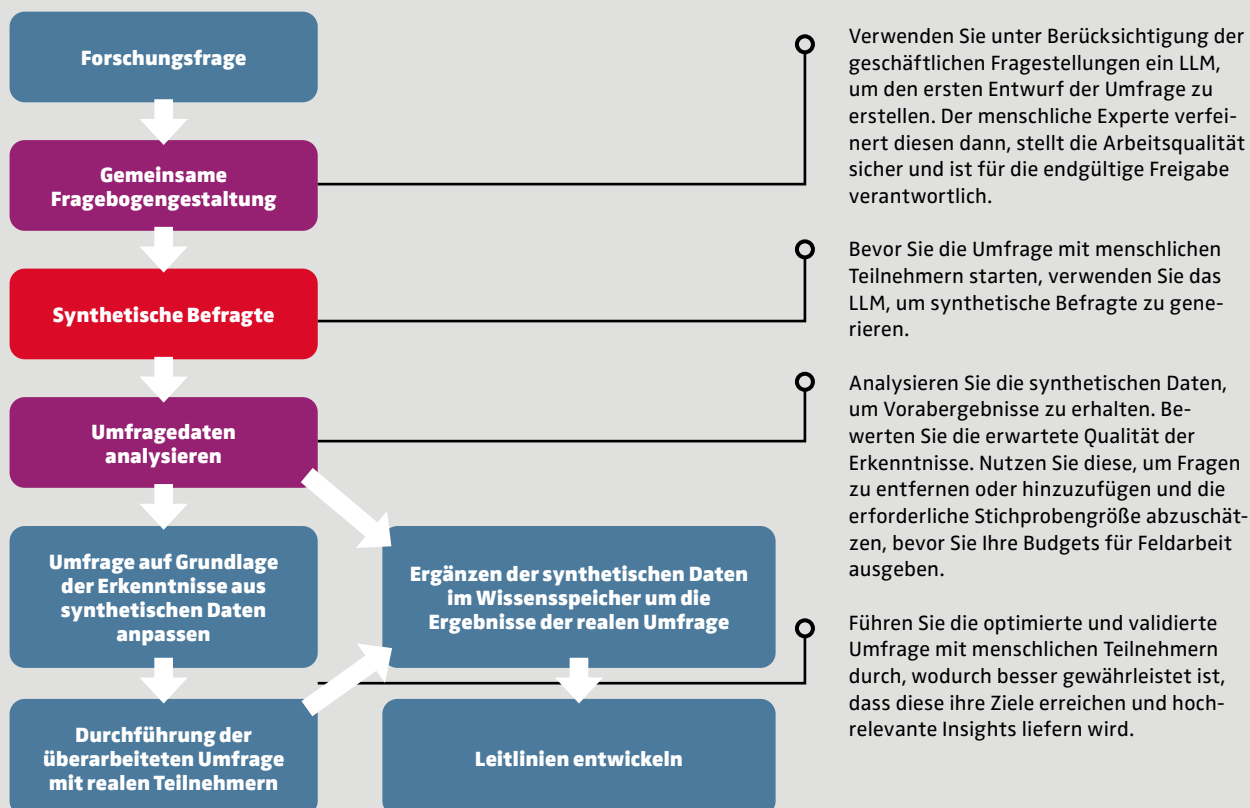 Forschungsfrage
Gemeinsame
Fragebogengestaltung
Synthetische Befragte
Umfragedaten
analysieren
Umfrage auf Grundlage
der Erkenntnisse aus
synthetischen Daten
anpassen
Ergänzen der synthetischen Daten
im Wissensspeicher um die
Ergebnisse der realen Umfrage
Durchführung der
überarbeiteten Umfrage
mit realen Teilnehmern
Leitlinien entwickeln
Verwenden Sie unter Berücksichtigung der
geschäftlichen Fragestellungen ein LLM,
um den ersten Entwurf der Umfrage zu
erstellen. Der menschliche Experte verfei-
nert diesen dann, stellt die Arbeitsqualität
sicher und ist für die endgültige Freigabe
verantwortlich.
Bevor Sie die Umfrage mit menschlichen
Teilnehmern starten, verwenden Sie das
LLM, um synthetische Befragte zu gene-
rieren.
Analysieren Sie die synthetischen Daten,
um Vorabergebnisse zu erhalten. Be-
werten Sie die erwartete Qualität der
Erkenntnisse. Nutzen Sie diese, um Fragen
zu entfernen oder hinzuzufügen und die
erforderliche Stichprobengröße abzuschät-
zen, bevor Sie Ihre Budgets für Feldarbeit
ausgeben.
Führen Sie die optimierte und validierte
Umfrage mit menschlichen Teilnehmern
durch, wodurch besser gewährleistet ist,
dass diese ihre Ziele erreichen und hoch-
relevante Insights liefern wird.